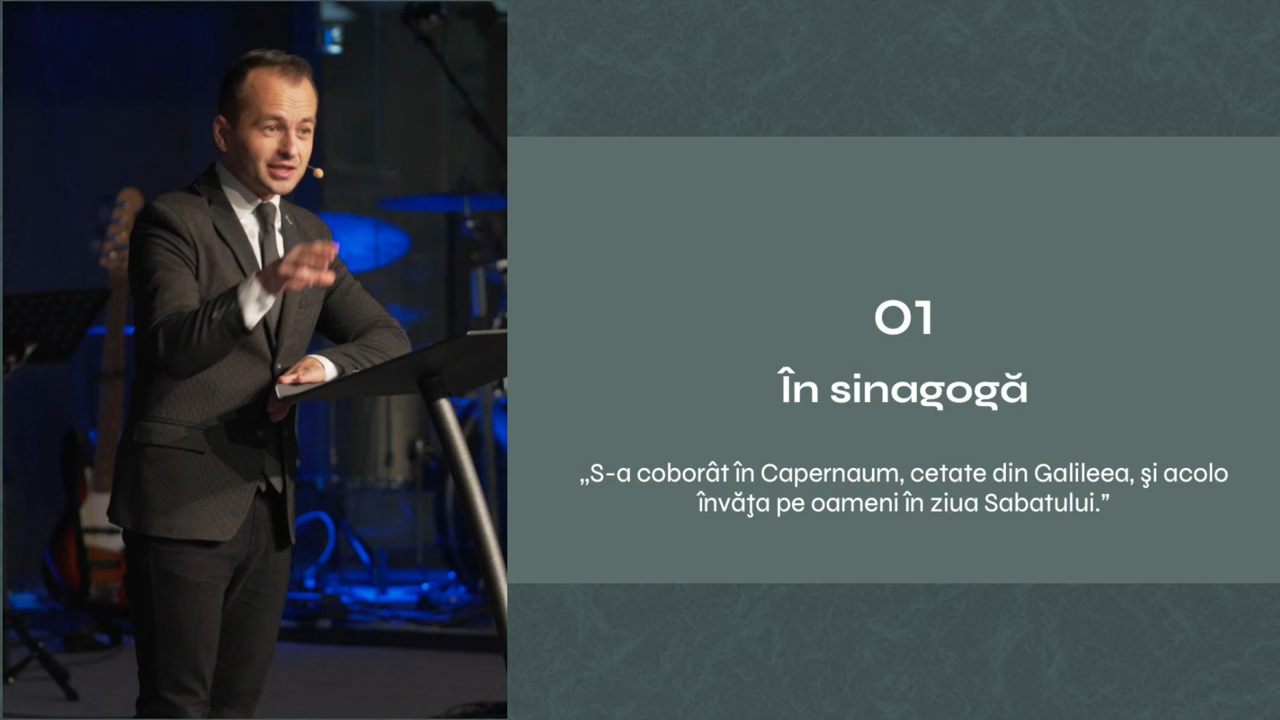 01
În sinagogă
„S-a coborât în Capernaum, cetate din Galileea, şi acolo
învăţa pe oameni în ziua Sabatului.”